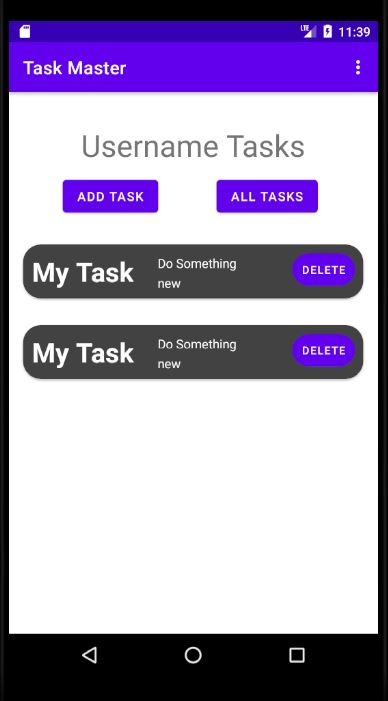 LTE 11:39
Task Master
Username Tasks
ADD TASK ALL TASKS
My Task Do Something DELETE
new
My Task Do Something DELETE
new